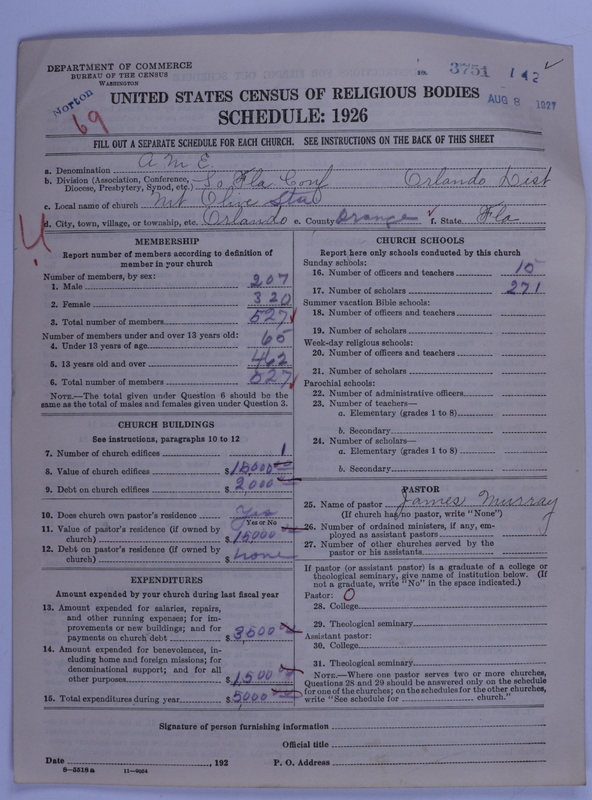 DEPARTMENT OF COMMERCE
BUREAU OF THE CENSUS
WASHINGTON
3751 142
AUG 8 1927
Norton
69
UNITED STATES CENSUS OF RELIGIOUS BODIES
SCHEDULE: 1926
FILL OUT A SEPARATE SCHEDULE FOR EACH CHURCH. SEE INSTRUCTIONS ON THE BACK OF THIS SHEET
a. Denomination A M E
b. Division (Association, Conference, Diocese, Presbytery, Synod, etc.) So Fla Conf Orlando Dist
c. Local name of church Mt Olive Sta
d. City, town, village, or township, etc. Orlando e. County Orange f. State Fla
MEMBERSHIP
Report number of members according to definition of
member in your church
Number of members, by sex:
1. Male 207
2. Female 320
3. Total number of members 527
Number of members under and over 13 years old:
4. Under 13 years of age 65
5. 13 years old and over 462
6. Total number of members 527
NOTE.—The total given under Question 6 should be
same as the total of males and females given under Question 3.
CHURCH BUILDINGS
See instructions, paragraphs 10 to 12
7. Number of church edifices 1
8. Value of church edifices $
9. Debt on church edifices $ 2,000
10. Does church own pastor's residence Yes
Yes or No
11. Value of pastor's residence (if owned by
church) $ 15000
12. Debt on pastor's residence (if owned by
church) $ none
EXPENDITURES
Amount expended by your church during last fiscal year
13. Amount expended for salaries, repairs,
and other running expenses; for im-
provements or new buildings; and for
payments on church debt $ 3500
14. Amount expended for benevolences, in-
cluding home and foreign missions; for
denominational support; and for all
other purposes $ 1,500
15. Total expenditures during year $ 5000
CHURCH SCHOOLS
Report here only schools conducted by this church
Sunday schools:
16. Number of officers and teachers 15
17. Number of scholars 271
Summer vacation Bible schools:
18. Number of officers and teachers
19. Number of scholars
Week-day religious schools:
20. Number of officers and teachers
21. Number of scholars
Parochial schools:
22. Number of administrative officers
23. Number of teachers—
a. Elementary (grades 1 to 8)
b. Secondary
24. Number of scholars—
a. Elementary (grades 1 to 8)
b. Secondary
PASTOR
25. Name of pastor James Murray
(If church has no pastor, write "None")
26. Number of ordained ministers, if any, em-
ployed as assistant pastors
27. Number of other churches served by the
pastor or his assistants
If pastor (or assistant pastor) is a graduate of a college or
theological seminary, give name of institution below. (If
not a graduate, write "No" in the space indicated.)
Pastor: O
28. College
29. Theological seminary
Assistant pastor:
30. College
31. Theological seminary
NOTE.—Where one pastor serves two or more churches,
Questions 28 and 29 should be answered only on the schedule
for one of the churches; on the schedules for the other churches,
write "See schedule for church."
Signature of person furnishing information
Official title
Date , 192 P. O. Address
8—5518 a 11—9054